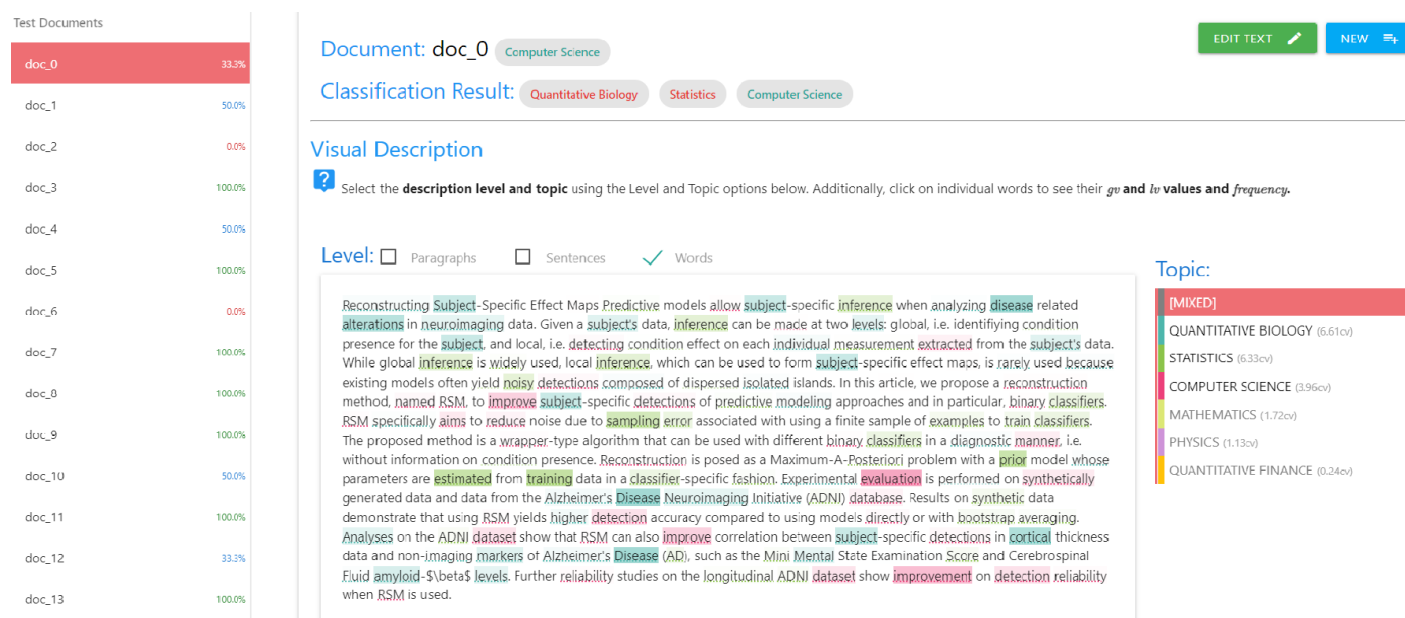 Test Documents
doc_0 33.3%
doc_1 50.0%
doc_2 0.0%
doc_3 100.0%
doc_4 50.0%
doc_5 100.0%
doc_6 0.0%
doc_7 100.0%
doc_8 100.0%
doc_9 100.0%
doc_10 50.0%
doc_11 100.0%
doc_12 33.3%
doc_13 100.0%
Document: doc_0 Computer Science
EDIT TEXT
NEW
Classification Result: Quantitative Biology Statistics Computer Science
Visual Description
? Select the description level and topic using the Level and Topic options below. Additionally, click on individual words to see their gv and lv values and frequency.
Level: Paragraphs Sentences Words
Reconstructing Subject-Specific Effect Maps Predictive models allow subject-specific inference when analyzing disease related
alterations in neuroimaging data. Given a subject's data, inference can be made at two levels: global, i.e. identifiying condition
presence for the subject, and local, i.e. detecting condition effect on each individual measurement extracted from the subject's data.
While global inference is widely used, local inference, which can be used to form subject-specific effect maps, is rarely used because
existing models often yield noisy detections composed of dispersed isolated islands. In this article, we propose a reconstruction
method, named RSM, to improve subject-specific detections of predictive modeling approaches and in particular, binary classifiers.
RSM specifically aims to reduce noise due to sampling error associated with using a finite sample of examples to train classifiers.
The proposed method is a wrapper-type algorithm that can be used with different binary classifiers in a diagnostic manner, i.e.
without information on condition presence. Reconstruction is posed as a Maximum-A-Posteriori problem with a prior model whose
parameters are estimated from training data in a classifier-specific fashion. Experimental evaluation is performed on synthetically
generated data and data from the Alzheimer's Disease Neuroimaging Initiative (ADNI) database. Results on synthetic data
demonstrate that using RSM yields higher detection accuracy compared to using models directly or with bootstrap averaging.
Analyses on the ADNI dataset show that RSM can also improve correlation between subject-specific detections in cortical thickness
data and non-imaging markers of Alzheimer's Disease (AD), such as the Mini Mental State Examination Score and Cerebrospinal
Fluid amyloid-$\beta$ levels. Further reliability studies on the longitudinal ADNI dataset show improvement on detection reliability
when RSM is used.
Topic:
[MIXED]
QUANTITATIVE BIOLOGY (6.61cv)
STATISTICS (6.33cv)
COMPUTER SCIENCE (3.96cv)
MATHEMATICS (1.72cv)
PHYSICS (1.13cv)
QUANTITATIVE FINANCE (0.24cv)